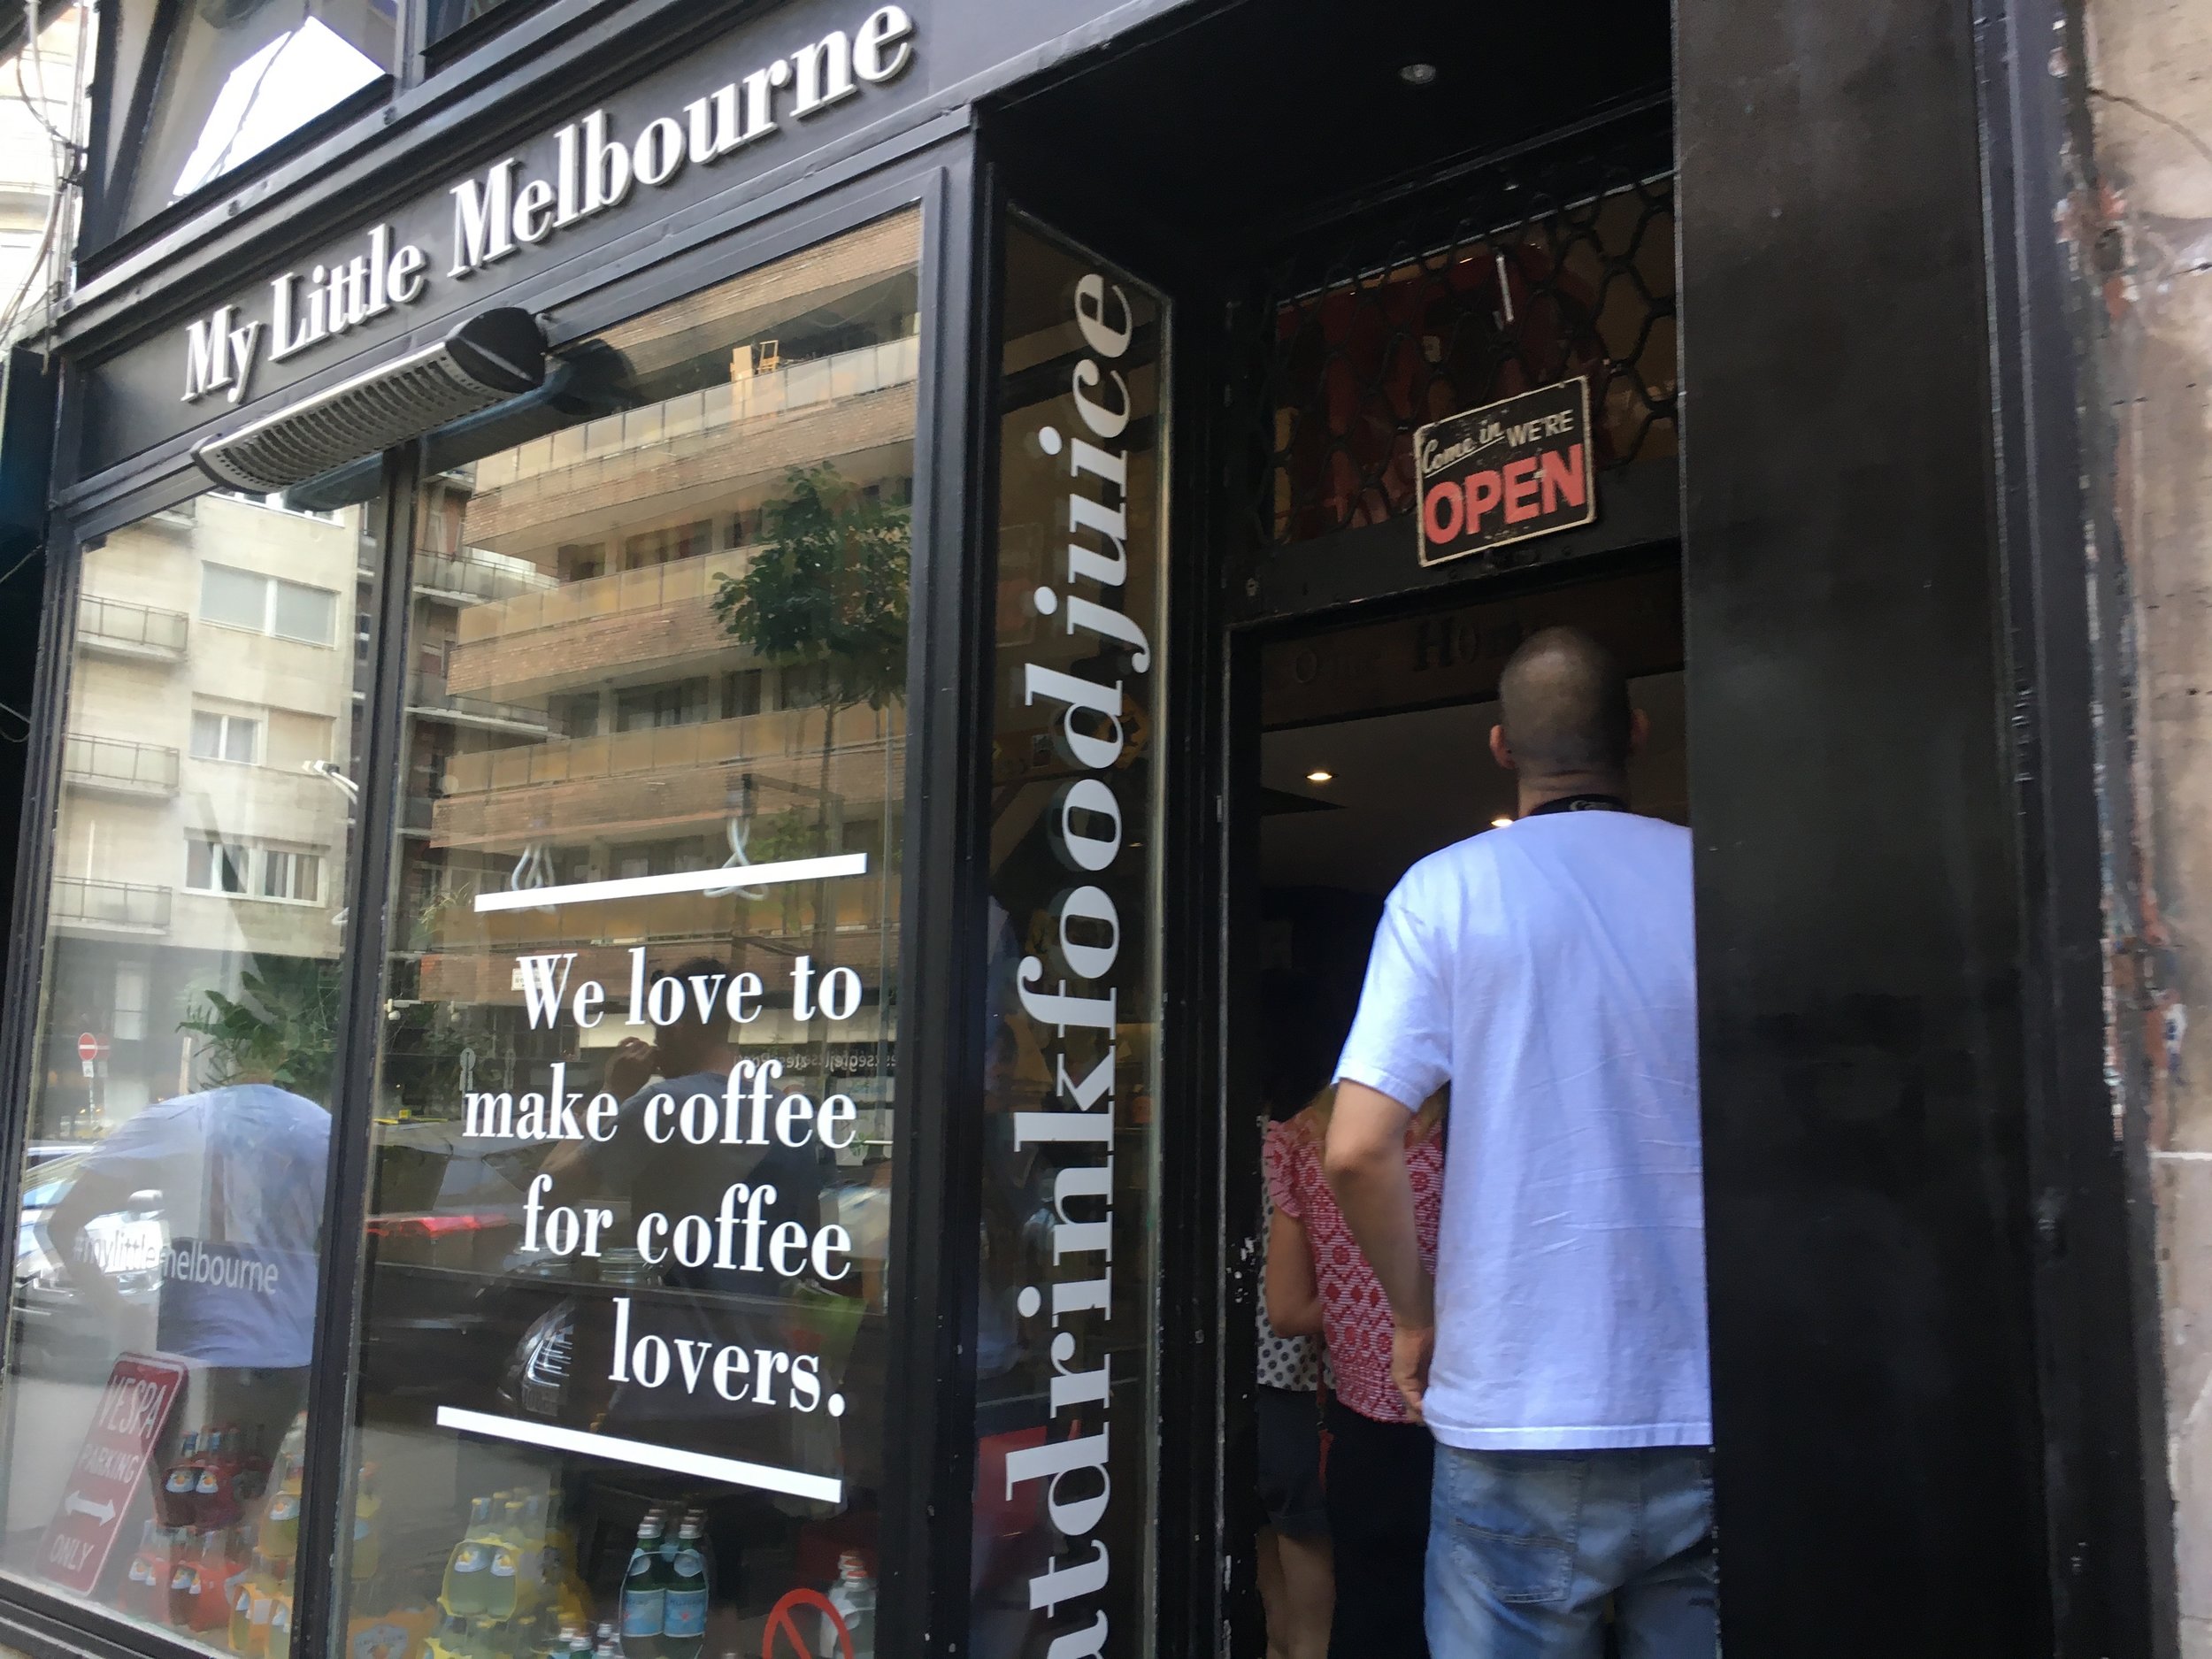 My Little Melbourne
Come in WE'RE
OPEN
We love to
make coffee
for coffee
lovers.
atdrinkfoodjuice
#mylittlemelbourne
VESPA
PARKING
ONLY